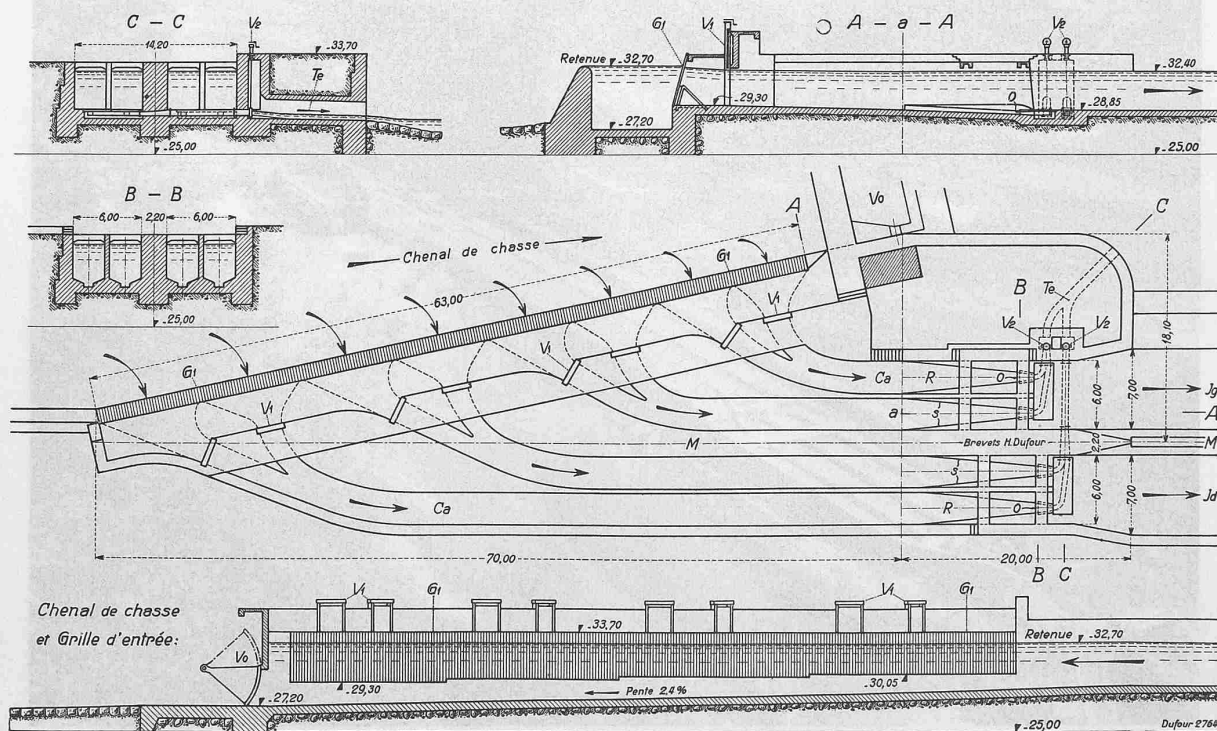 C - C
V2
14,20
33,70
Te
25,00
A - a - A
G1
V1
V2
Retenue 32,70
32,40
29,30
O
28,85
27,20
25,00
B - B
6,00 2,20 6,00
25,00
Chenal de chasse
A
Vo
C
G1
63,00
V1
B
Te
V2
V2
18,10
G1
V1
V1
Ca
R
O
6,00
7,00
Jg
a
s
A
M
Brevets H. Dufour
2,20
M
s
6,00
7,00
Jd
Ca
R
O
70,00
20,00
B
C
Chenal de chasse
et Grille d'entrée:
V1
G1
V1
G1
33,70
Retenue 32,70
Vo
29,30
30,05
27,20
Pente 2,4%
25,00
Dufour 2764